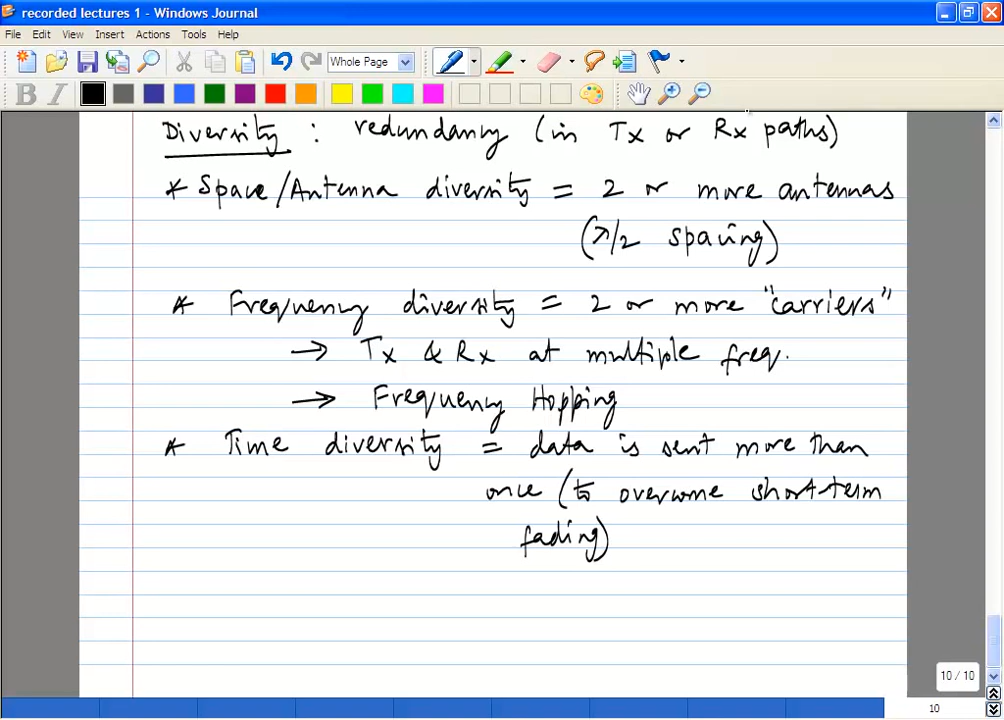 recorded lectures 1 - Windows Journal
File Edit View Insert Actions Tools Help
Whole Page
B I
Diversity : redundancy (in Tx or Rx paths)
* Space/Antenna diversity = 2 or more antennas
(λ/2 spacing)
* Frequency diversity = 2 or more "carriers"
→ Tx & Rx at multiple freq.
→ Frequency Hopping
* Time diversity = data is sent more than
once (to overcome short-term
fading)
10 / 10
10